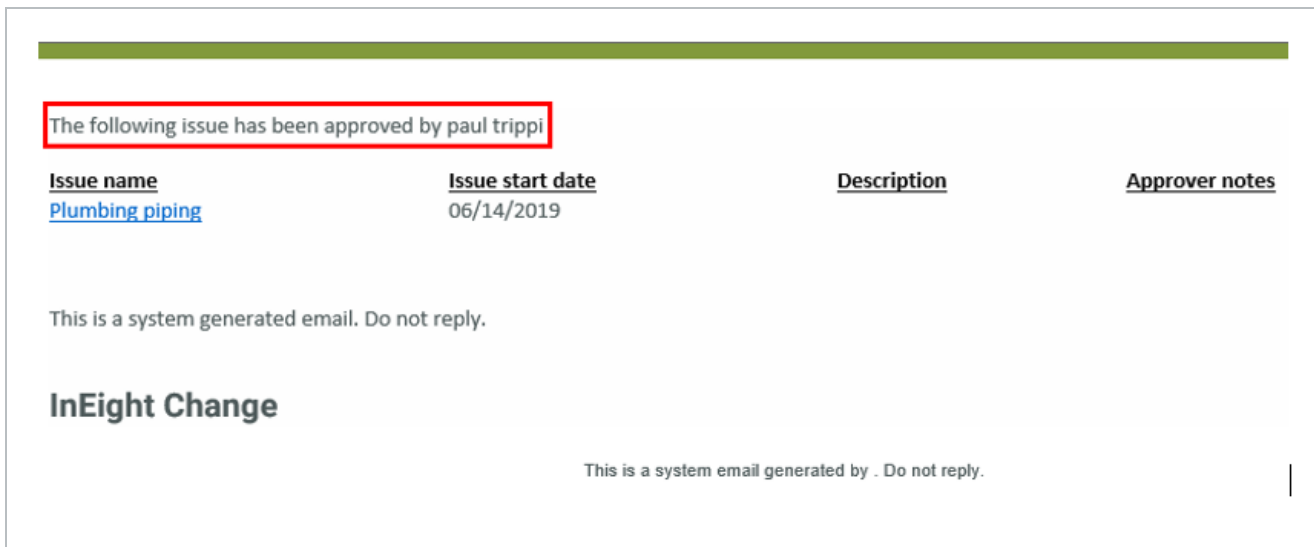 The following issue has been approved by paul trippi
Issue name Issue start date Description Approver notes
Plumbing piping 06/14/2019
This is a system generated email. Do not reply.
InEight Change
This is a system email generated by . Do not reply.